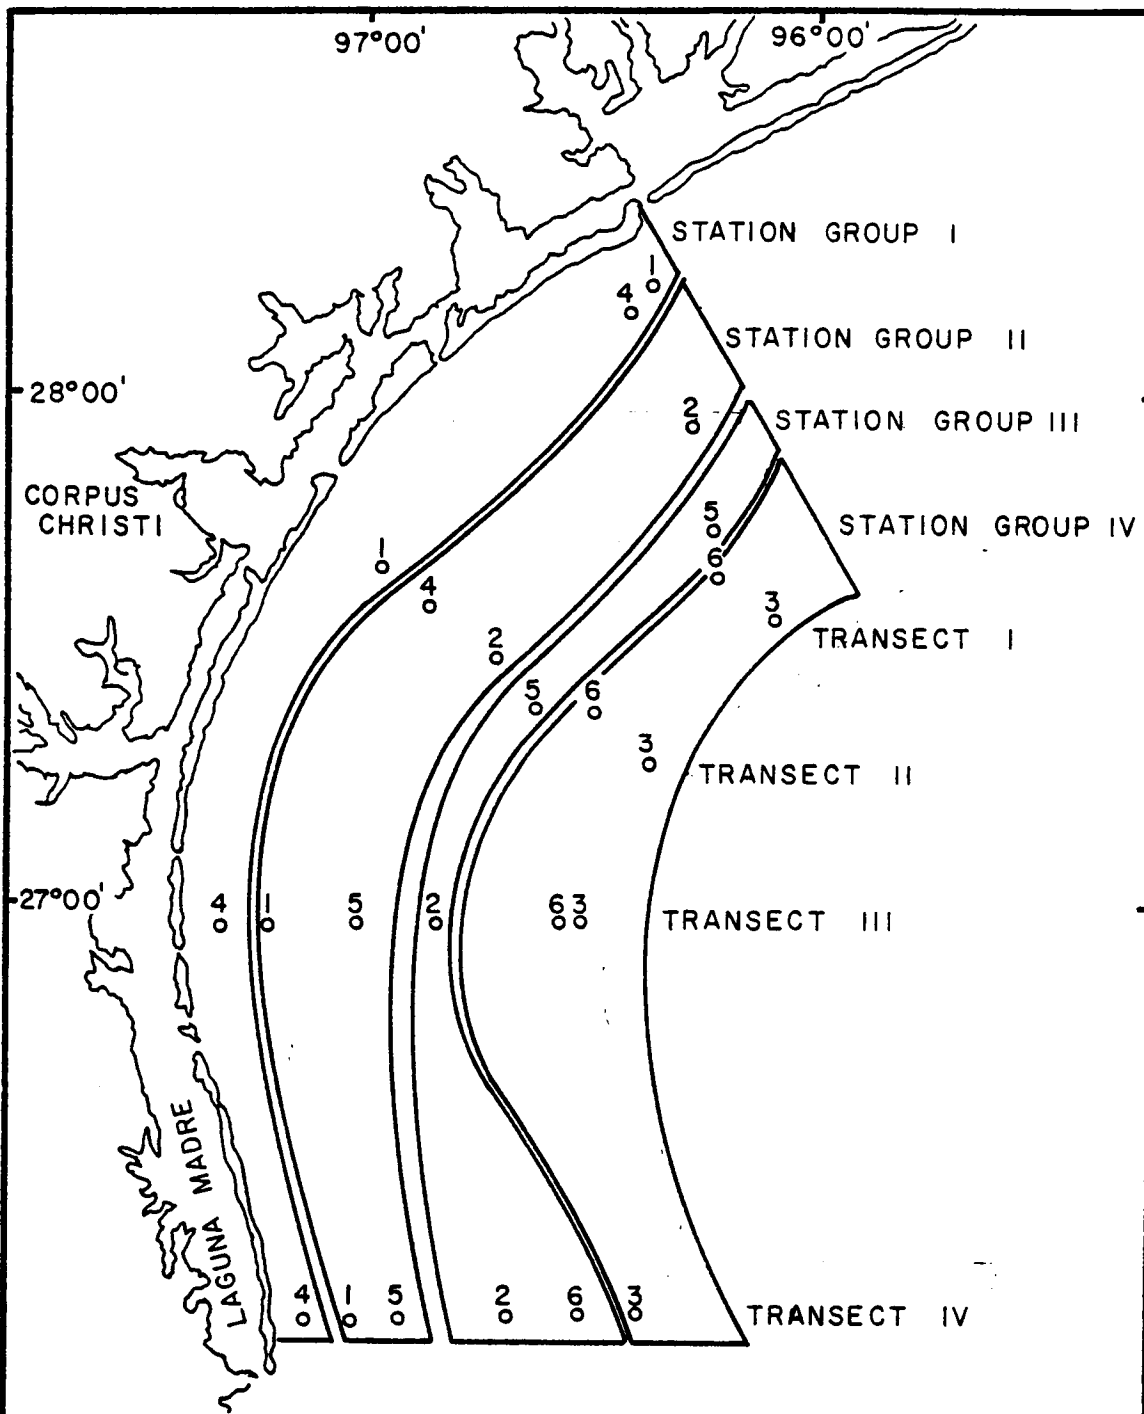 97°00' 96°00'
STATION GROUP I
1
4
STATION GROUP II
28°00'
2
STATION GROUP III
CORPUS
CHRISTI
5
STATION GROUP IV
1
6
4
3
TRANSECT I
2
5 6
3
TRANSECT II
27°00'
4 1 5 2 6 3
TRANSECT III
LAGUNA MADRE
4 1 5 2 6 3
TRANSECT IV